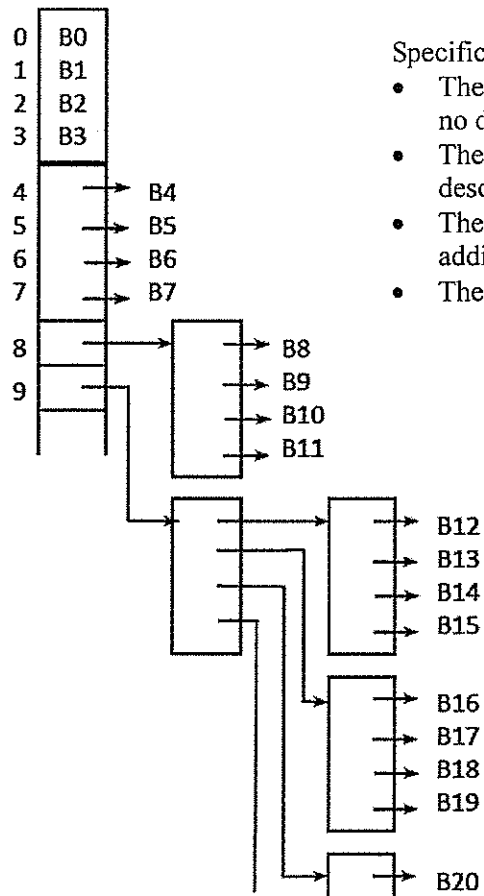 0 B0
1 B1
2 B2
3 B3
4 B4
5 B5
6 B6
7 B7
8
9
B8
B9
B10
B11
B12
B13
B14
B15
B16
B17
B18
B19
B20
Specific
• The
no d
• The
desc
• The
addi
• The